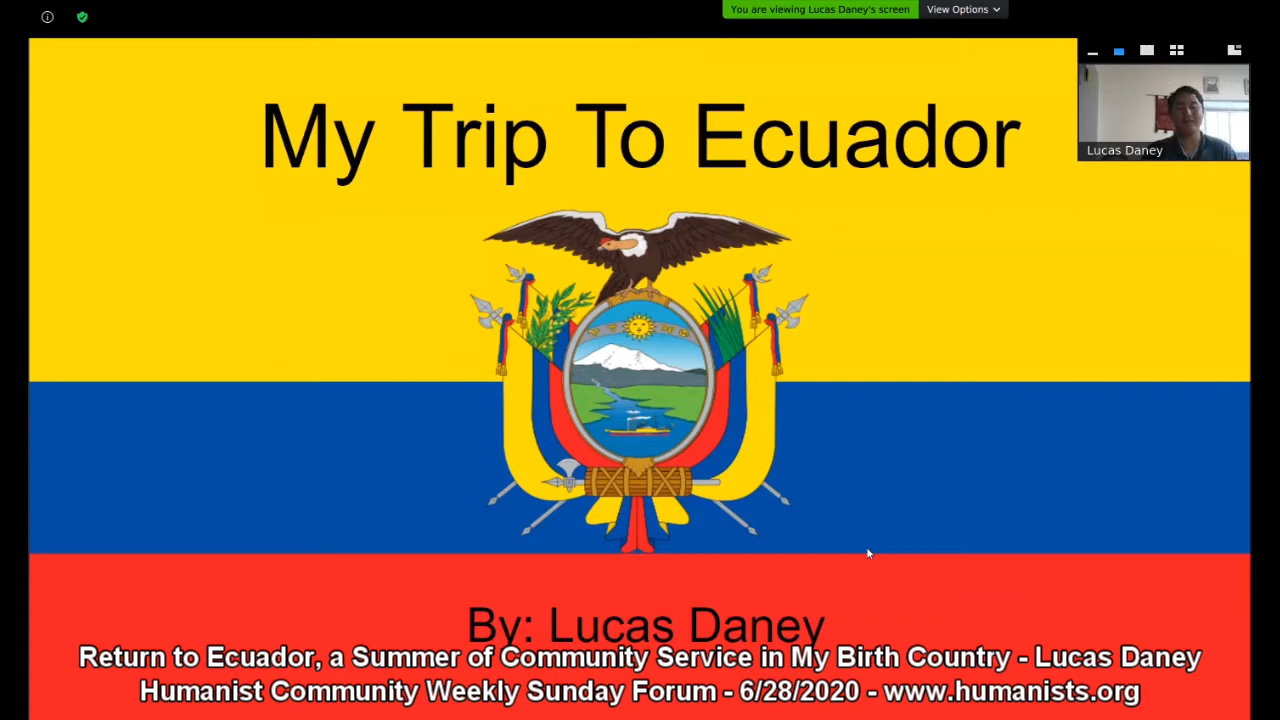 You are viewing Lucas Daney's screen
View Options
My Trip To Ecuador
Lucas Daney
By: Lucas Daney
Return to Ecuador, a Summer of Community Service in My Birth Country - Lucas Daney
Humanist Community Weekly Sunday Forum - 6/28/2020 - www.humanists.org